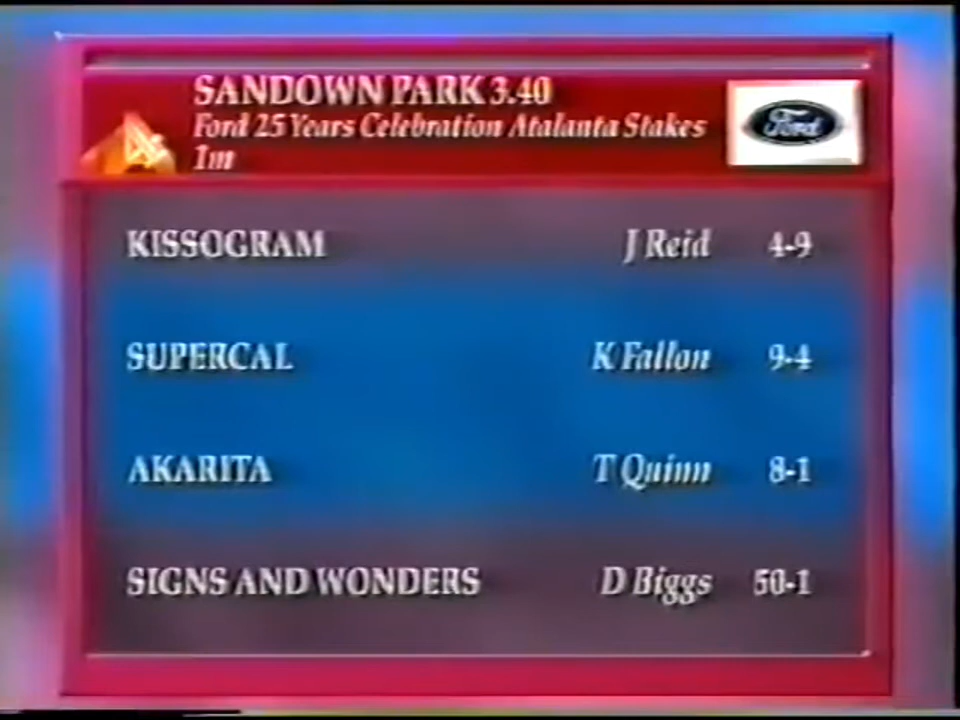 SANDOWN PARK 3.40
Ford 25 Years Celebration Atalanta Stakes
1m
Ford
KISSOGRAM J Reid 4-9
SUPERCAL K Fallon 9-4
AKARITA T Quinn 8-1
SIGNS AND WONDERS D Biggs 50-1